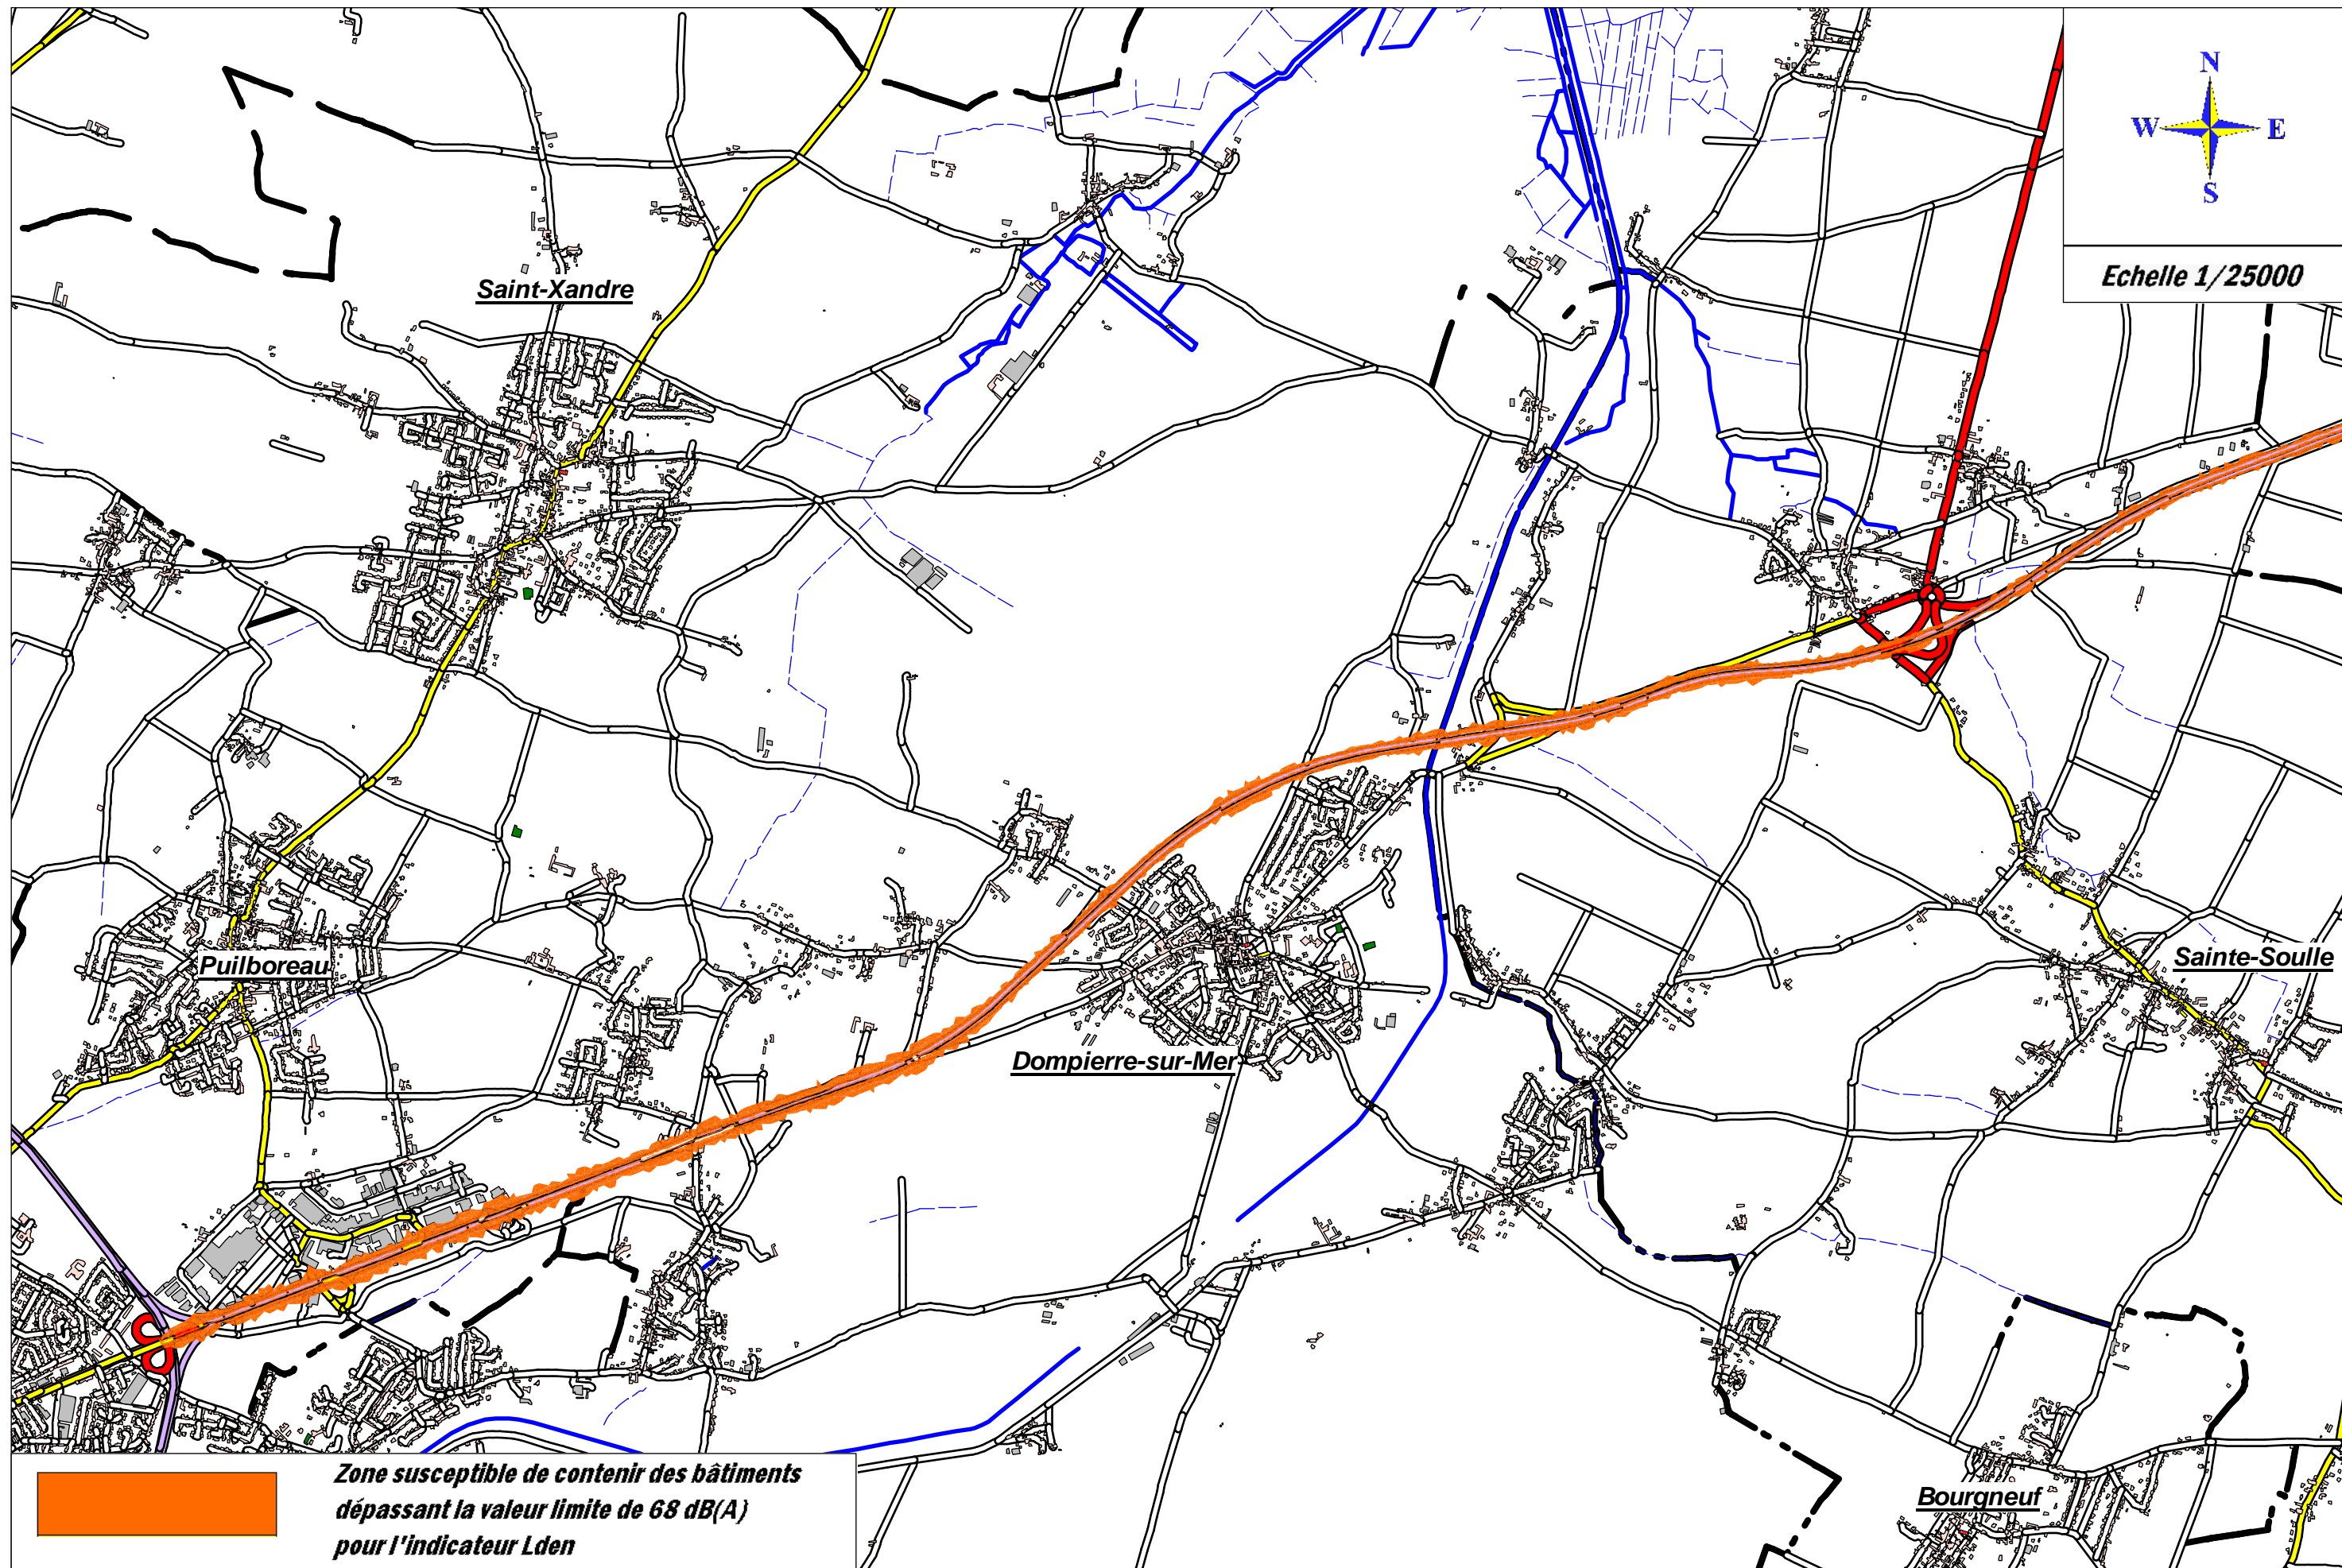 N
W E
S
Echelle 1/25000
Saint-Xandre
Puilboreau
Sainte-Soulle
Dompierre-sur-Mer
Bourgneuf
Zone susceptible de contenir des bâtiments
dépassant la valeur limite de 68 dB(A)
pour l'indicateur Lden